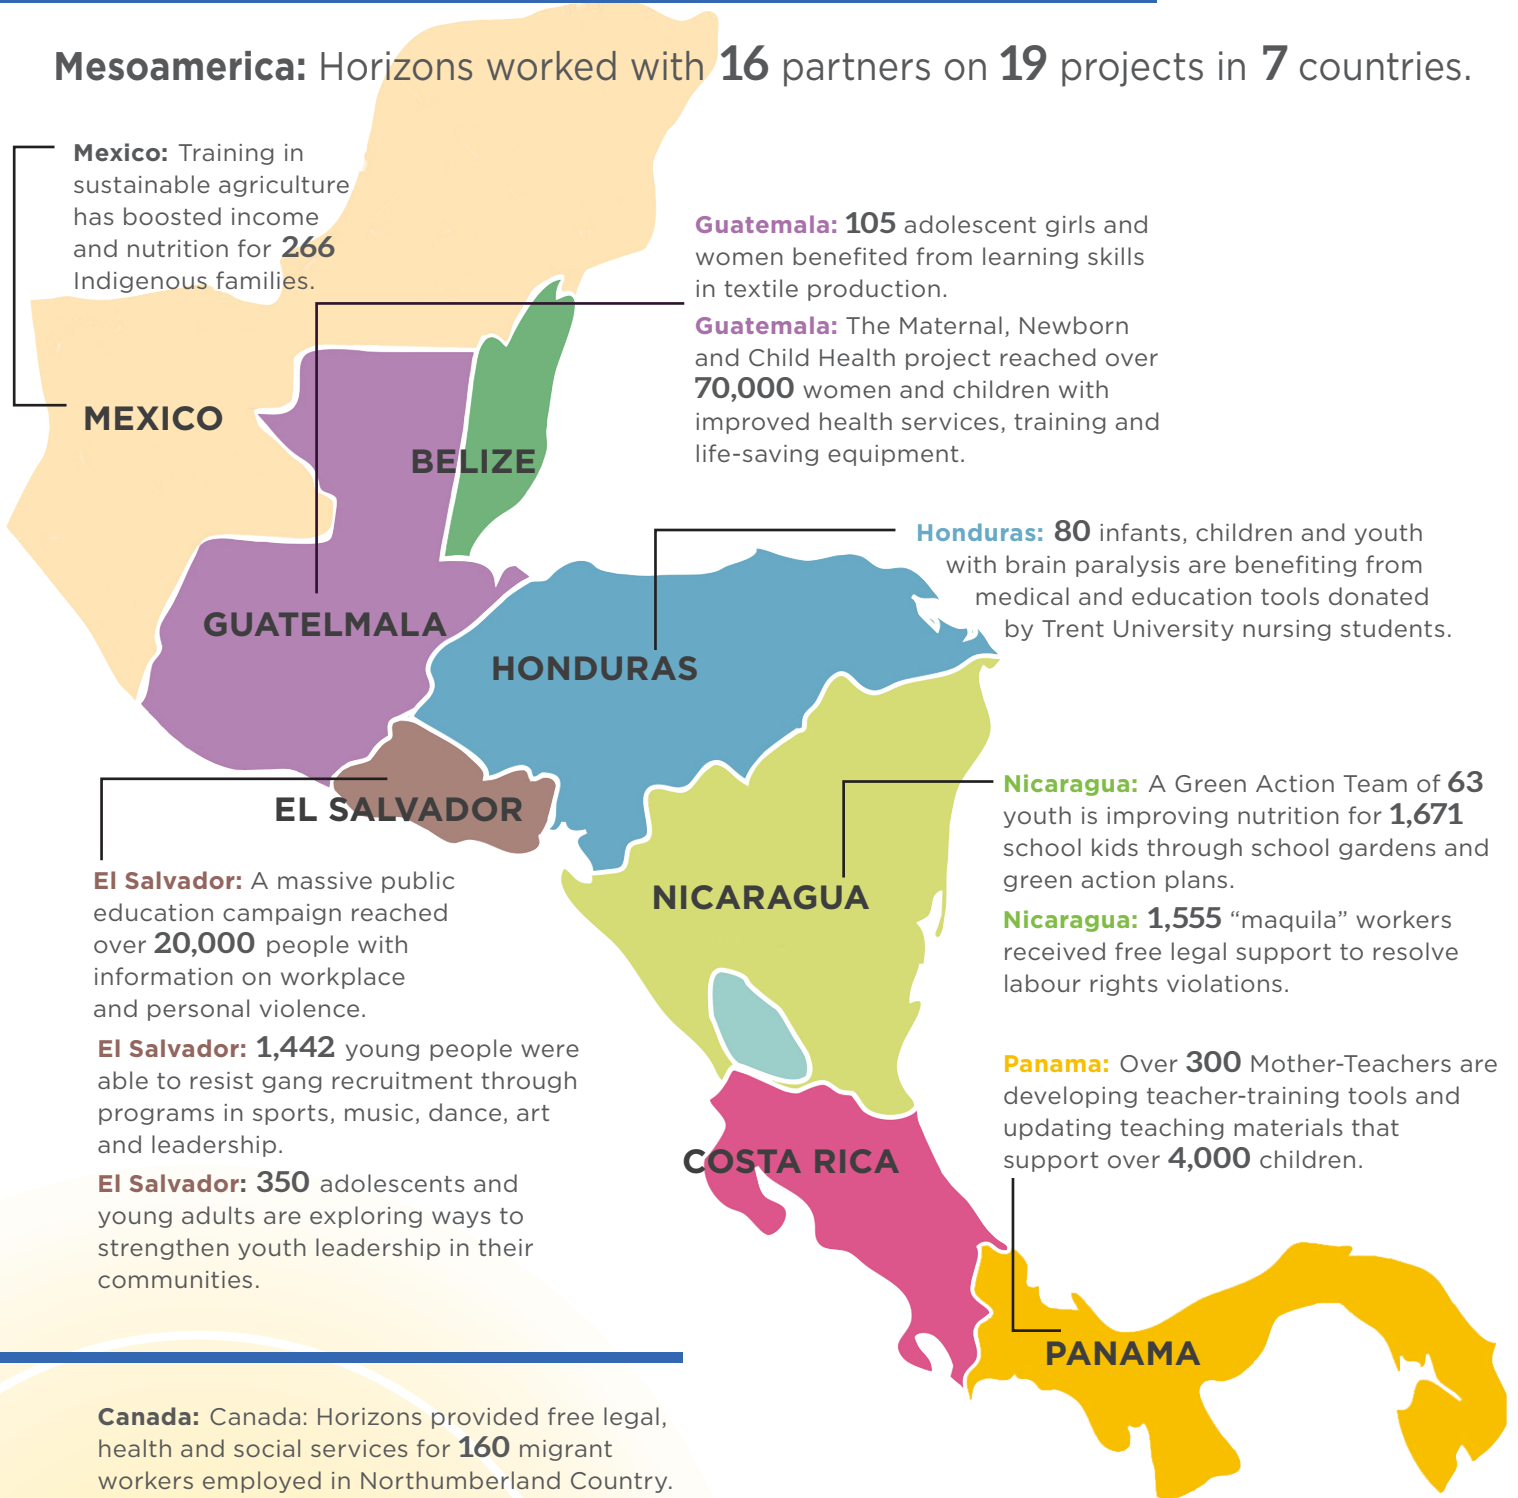 Mesoamerica: Horizons worked with 16 partners on 19 projects in 7 countries.
Mexico: Training in
sustainable agriculture
has boosted income
and nutrition for 266
Indigenous families.
Guatemala: 105 adolescent girls and
women benefited from learning skills
in textile production.
Guatemala: The Maternal, Newborn
and Child Health project reached over
70,000 women and children with
improved health services, training and
life-saving equipment.
MEXICO
BELIZE
Honduras: 80 infants, children and youth
with brain paralysis are benefiting from
medical and education tools donated
by Trent University nursing students.
GUATELMALA
HONDURAS
EL SALVADOR
Nicaragua: A Green Action Team of 63
youth is improving nutrition for 1,671
school kids through school gardens and
green action plans.
Nicaragua: 1,555 “maquila” workers
received free legal support to resolve
labour rights violations.
NICARAGUA
El Salvador: A massive public
education campaign reached
over 20,000 people with
information on workplace
and personal violence.
El Salvador: 1,442 young people were
able to resist gang recruitment through
programs in sports, music, dance, art
and leadership.
El Salvador: 350 adolescents and
young adults are exploring ways to
strengthen youth leadership in their
communities.
Panama: Over 300 Mother-Teachers are
developing teacher-training tools and
updating teaching materials that
support over 4,000 children.
COSTA RICA
PANAMA
Canada: Canada: Horizons provided free legal,
health and social services for 160 migrant
workers employed in Northumberland Country.